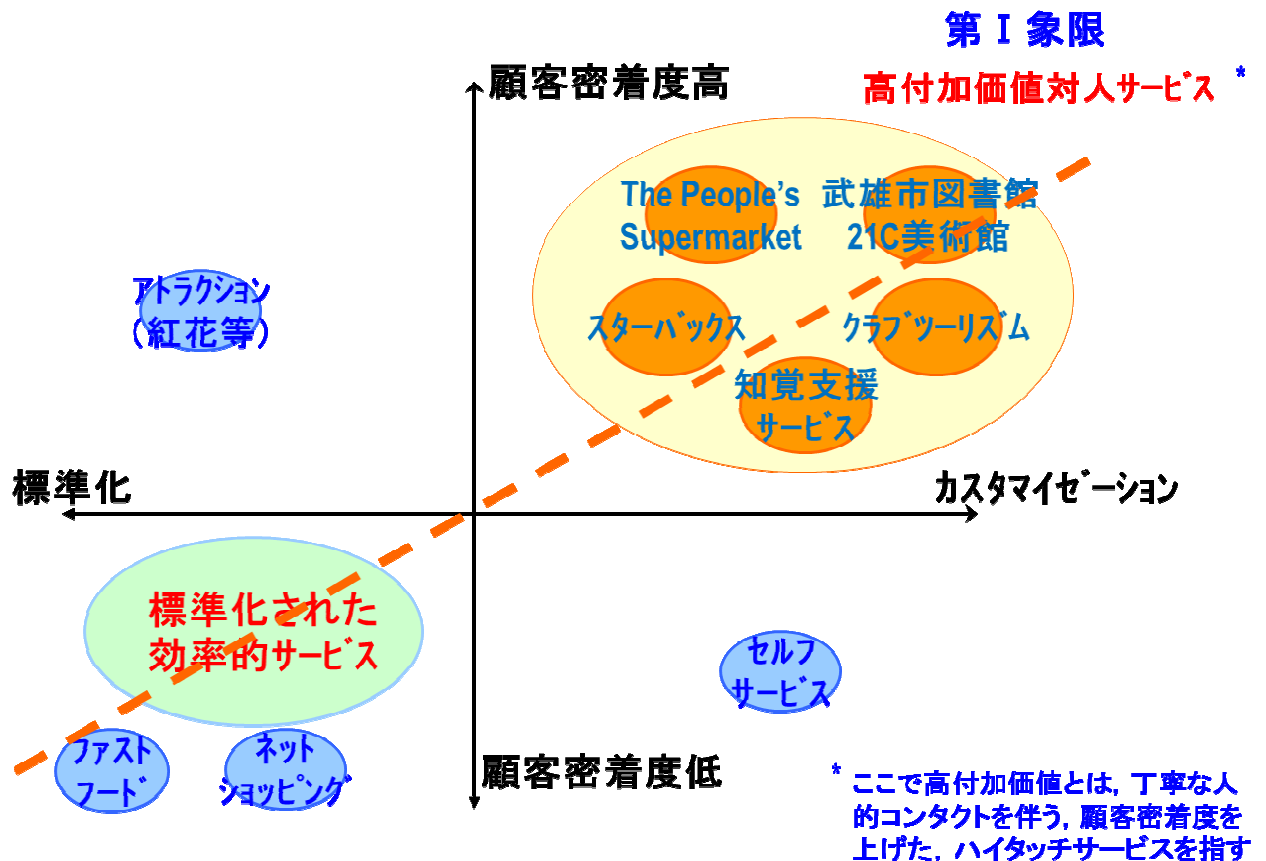 第Ⅰ象限
顧客密着度高
高付加価値対人サービス *
The People's
Supermarket
武雄市図書館
21C美術館
アトラクション
(紅花等)
スターバックス
クラブツーリズム
知覚支援
サービス
標準化
カスタマイゼーション
標準化された
効率的サービス
セルフ
サービス
ファスト
フード
ネット
ショッピング
顧客密着度低
* ここで高付加価値とは，丁寧な人
的コンタクトを伴う，顧客密着度を
上げた，ハイタッチサービスを指す